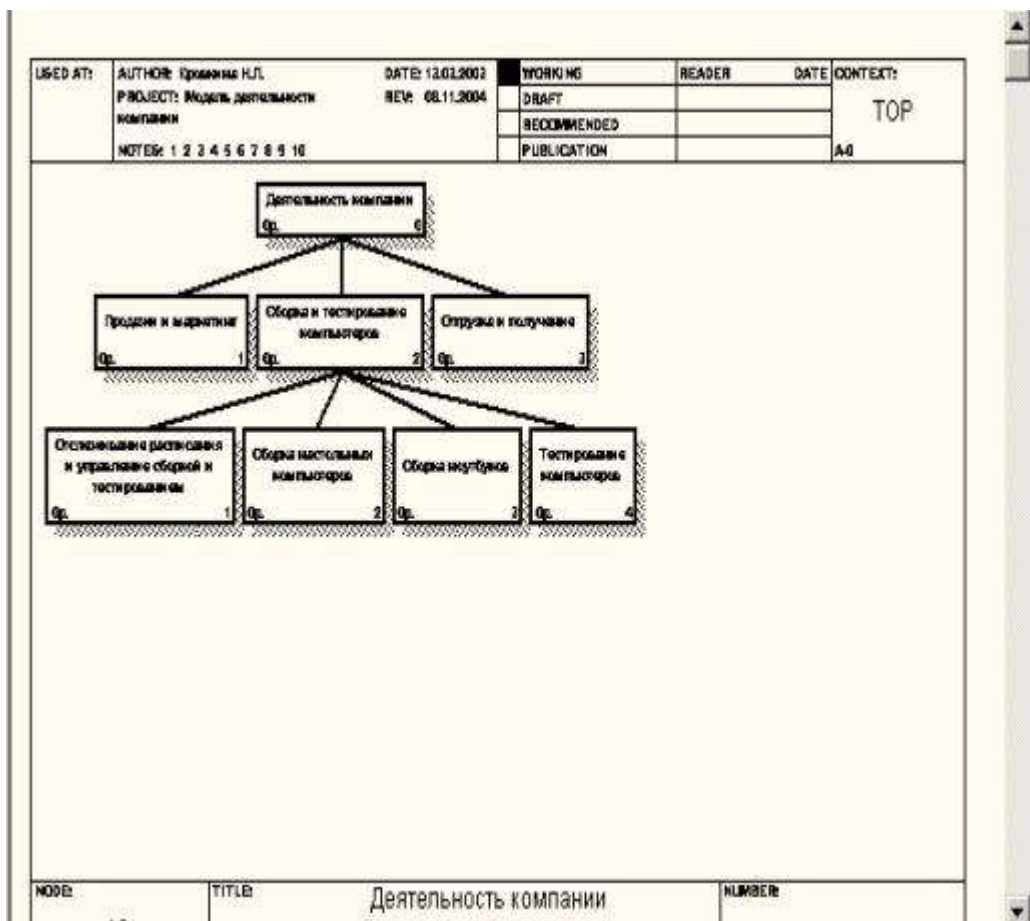 USED AT:
AUTHOR: Н.Л.
DATE: 13.03.2003
WORKING
READER
DATE
CONTEXT:
PROJECT: Модель деятельности
REV: 08.11.2004
DRAFT
TOP
компании
RECOMMENDED
NOTES: 1 2 3 4 5 6 7 8 9 10
PUBLICATION
A-0
Деятельность компании
0р. 0
Продажи и маркетинг
0р. 1
Сборка и тестирование
компьютеров
0р. 2
Отгрузка и получение
0р. 3
Отслеживание расписания
и управление сборкой и
тестированием
0р. 1
Сборка настольных
компьютеров
0р. 2
Сборка ноутбуков
0р. 3
Тестирование
компьютеров
0р. 4
NODE:
TITLE:
Деятельность компании
NUMBER: